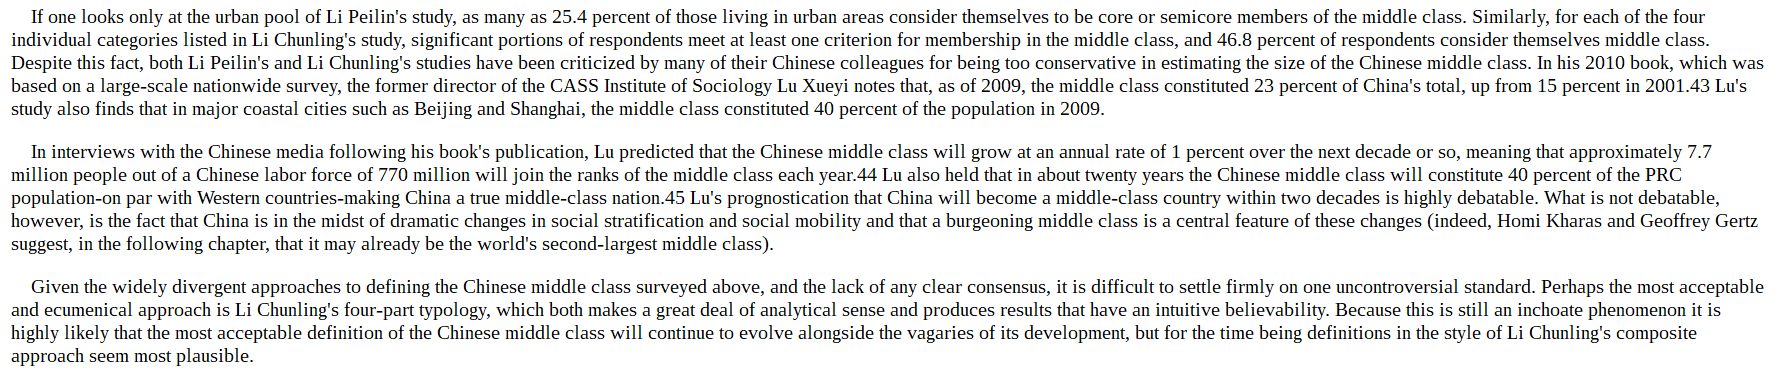 If one looks only at the urban pool of Li Peilin's study, as many as 25.4 percent of those living in urban areas consider themselves to be core or semicore members of the middle class. Similarly, for each of the four
individual categories listed in Li Chunling's study, significant portions of respondents meet at least one criterion for membership in the middle class, and 46.8 percent of respondents consider themselves middle class.
Despite this fact, both Li Peilin's and Li Chunling's studies have been criticized by many of their Chinese colleagues for being too conservative in estimating the size of the Chinese middle class. In his 2010 book, which was
based on a large-scale nationwide survey, the former director of the CASS Institute of Sociology Lu Xueyi notes that, as of 2009, the middle class constituted 23 percent of China's total, up from 15 percent in 2001.43 Lu's
study also finds that in major coastal cities such as Beijing and Shanghai, the middle class constituted 40 percent of the population in 2009.
In interviews with the Chinese media following his book's publication, Lu predicted that the Chinese middle class will grow at an annual rate of 1 percent over the next decade or so, meaning that approximately 7.7
million people out of a Chinese labor force of 770 million will join the ranks of the middle class each year.44 Lu also held that in about twenty years the Chinese middle class will constitute 40 percent of the PRC
population-on par with Western countries-making China a true middle-class nation.45 Lu's prognostication that China will become a middle-class country within two decades is highly debatable. What is not debatable,
however, is the fact that China is in the midst of dramatic changes in social stratification and social mobility and that a burgeoning middle class is a central feature of these changes (indeed, Homi Kharas and Geoffrey Gertz
suggest, in the following chapter, that it may already be the world's second-largest middle class).
Given the widely divergent approaches to defining the Chinese middle class surveyed above, and the lack of any clear consensus, it is difficult to settle firmly on one uncontroversial standard. Perhaps the most acceptable
and ecumenical approach is Li Chunling's four-part typology, which both makes a great deal of analytical sense and produces results that have an intuitive believability. Because this is still an inchoate phenomenon it is
highly likely that the most acceptable definition of the Chinese middle class will continue to evolve alongside the vagaries of its development, but for the time being definitions in the style of Li Chunling's composite
approach seem most plausible.